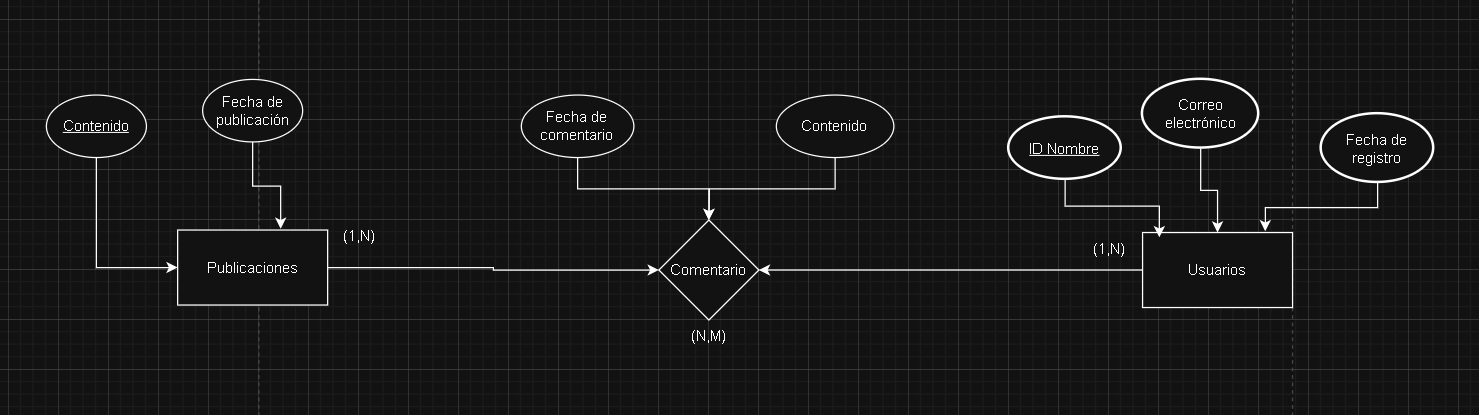 Contenido
Fecha de
publicación
Fecha de
comentario
Contenido
ID Nombre
Correo
electrónico
Fecha de
registro
Publicaciones
(1,N)
Comentario
(N,M)
(1,N)
Usuarios